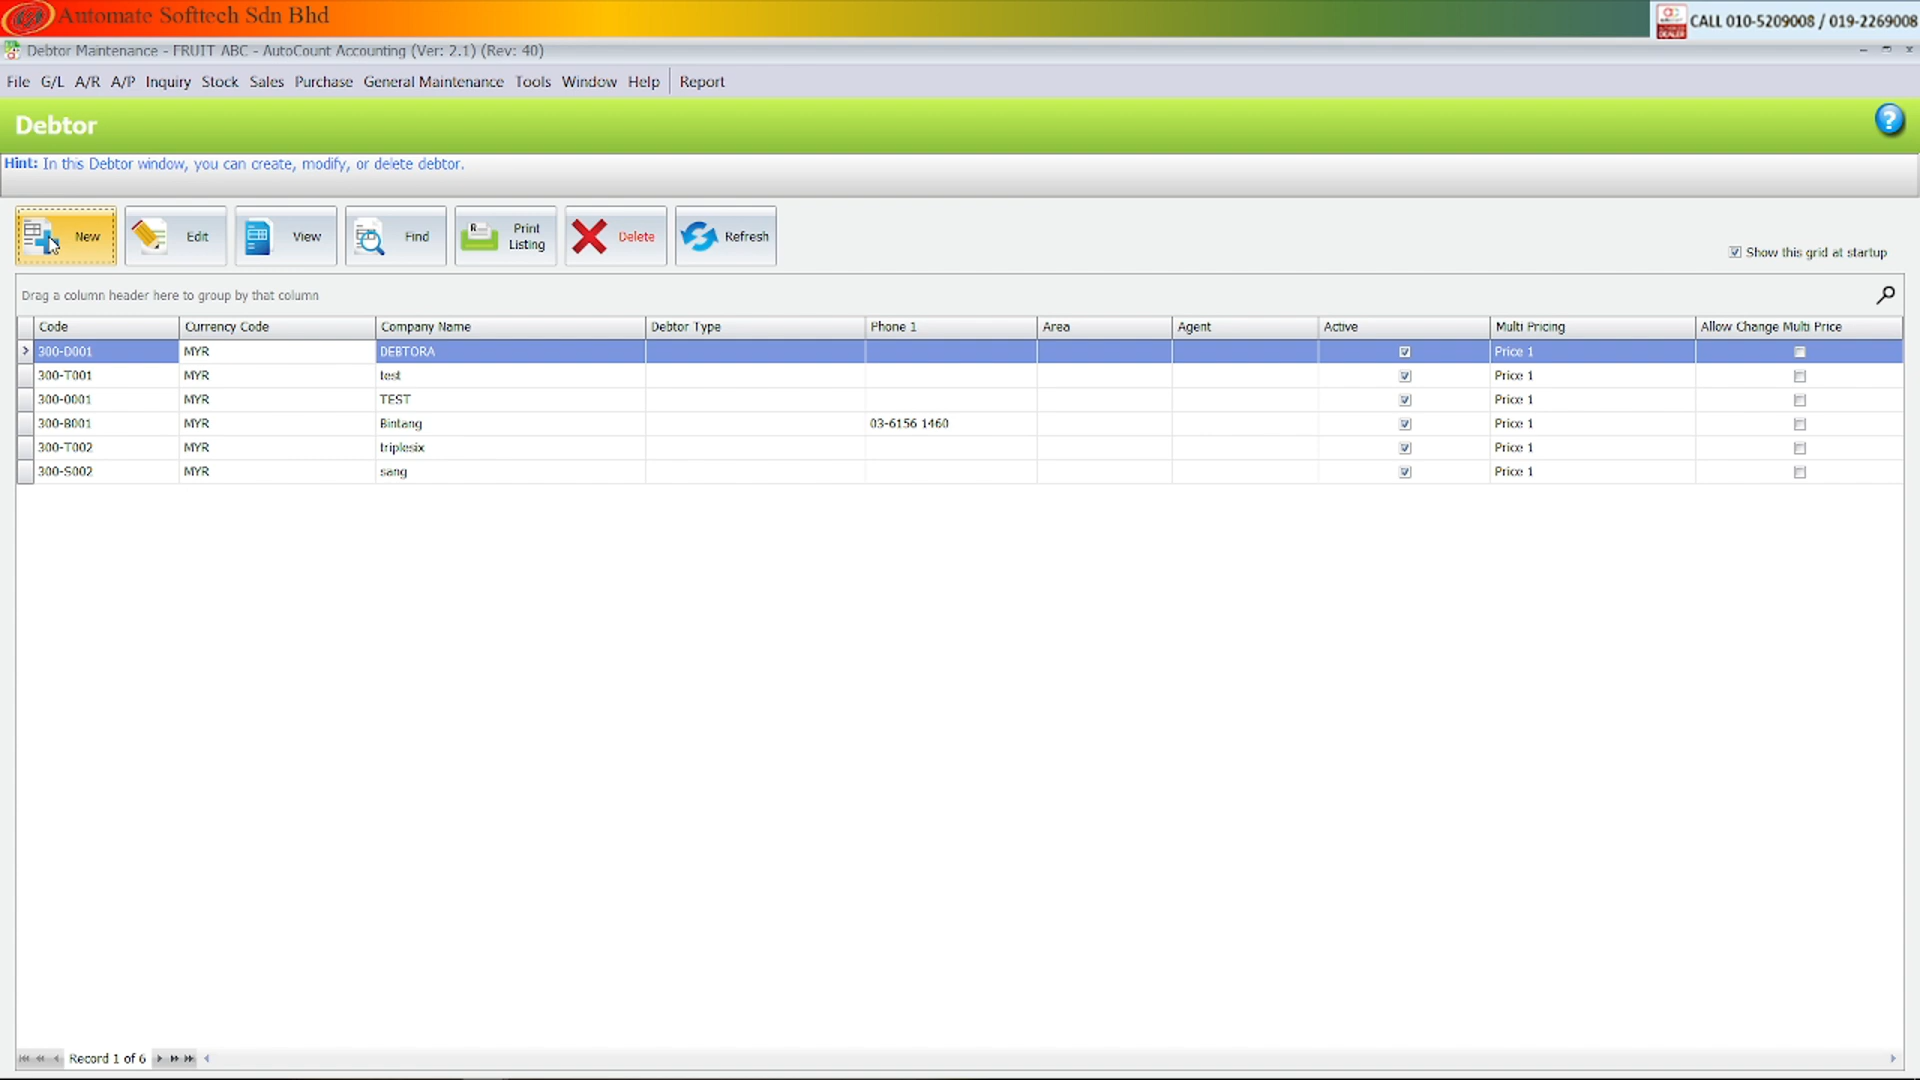 Automate Softtech Sdn Bhd
CALL 010-5209008 / 019-2269008
Debtor Maintenance - FRUIT ABC - AutoCount Accounting (Ver: 2.1) (Rev: 40)
File G/L A/R A/P Inquiry Stock Sales Purchase General Maintenance Tools Window Help Report
Debtor
Hint: In this Debtor window, you can create, modify, or delete debtor.
New Edit View Find Print Listing Delete Refresh
Show this grid at startup
Drag a column header here to group by that column
Code Currency Code Company Name Debtor Type Phone 1 Area Agent Active Multi Pricing Allow Change Multi Price
300-D001 MYR DEBTORA Price 1
300-T001 MYR test Price 1
300-0001 MYR TEST Price 1
300-B001 MYR Bintang 03-6156 1460 Price 1
300-T002 MYR triplesix Price 1
300-S002 MYR sang Price 1
Record 1 of 6